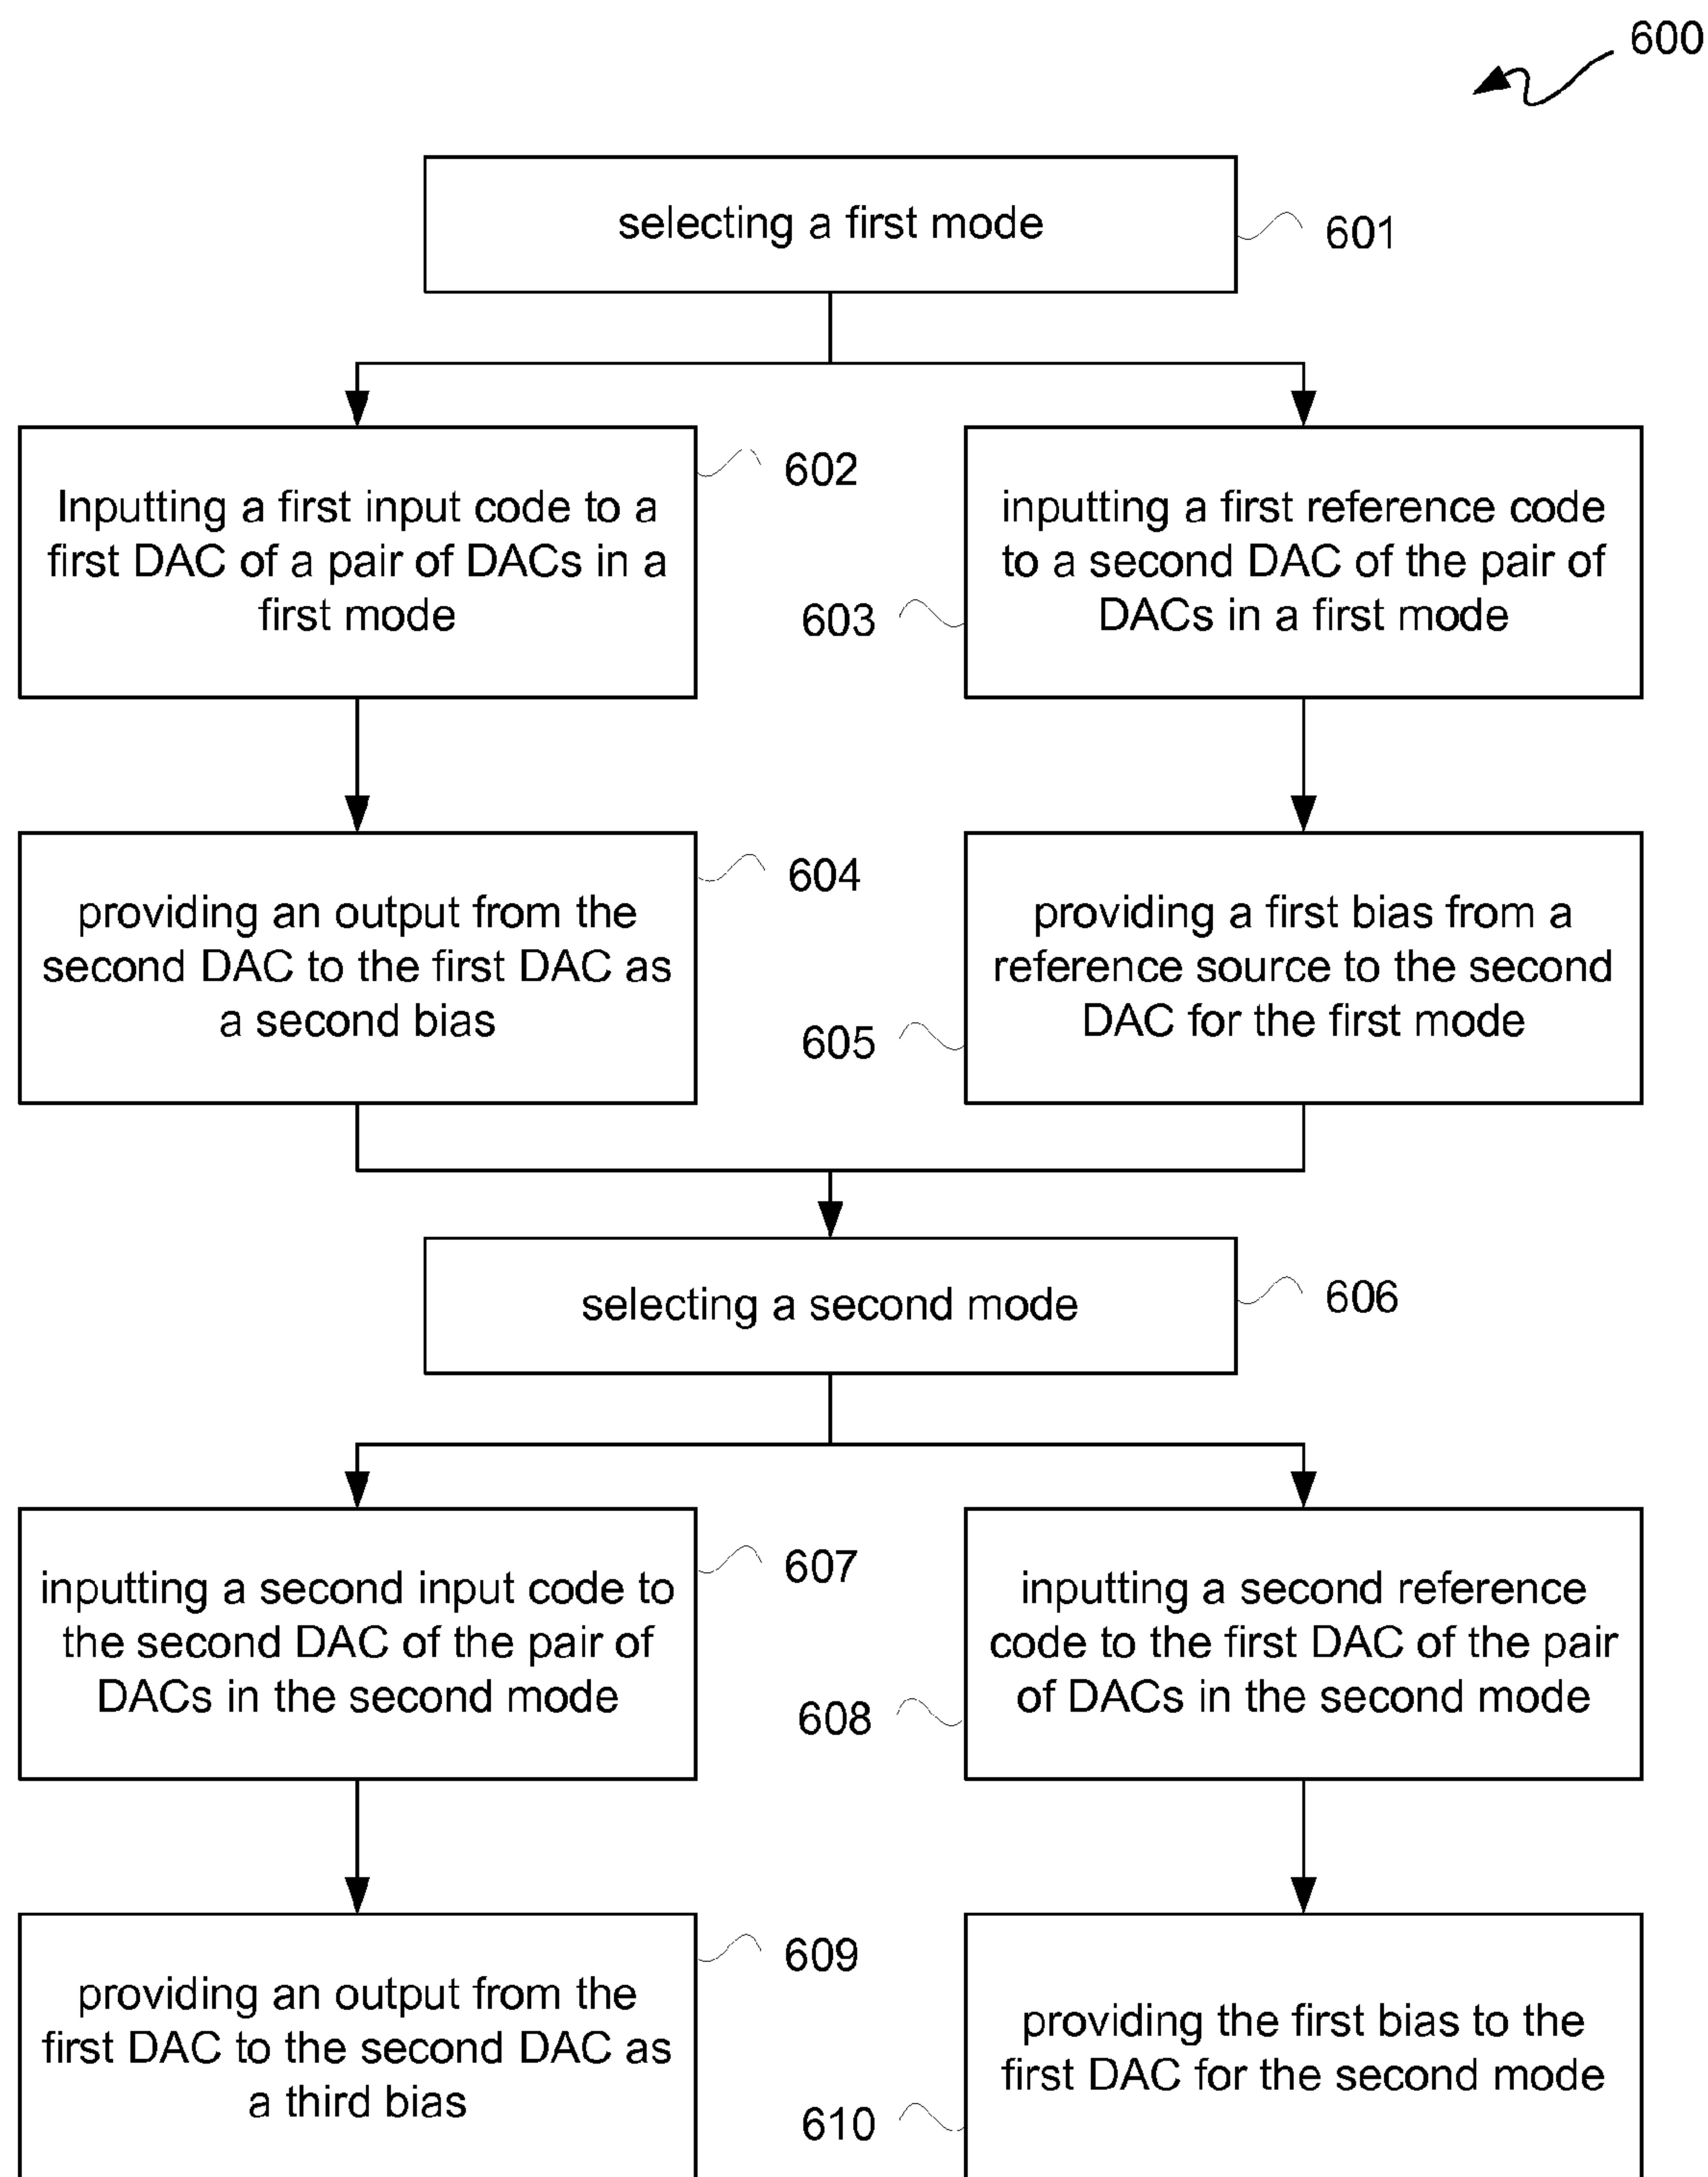 600
selecting a first mode
601
Inputting a first input code to a
first DAC of a pair of DACs in a
first mode
602
inputting a first reference code
to a second DAC of the pair of
DACs in a first mode
603
providing an output from the
second DAC to the first DAC as
a second bias
604
providing a first bias from a
reference source to the second
DAC for the first mode
605
selecting a second mode
606
inputting a second input code to
the second DAC of the pair of
DACs in the second mode
607
inputting a second reference
code to the first DAC of the pair
of DACs in the second mode
608
providing an output from the
first DAC to the second DAC as
a third bias
609
providing the first bias to the
first DAC for the second mode
610